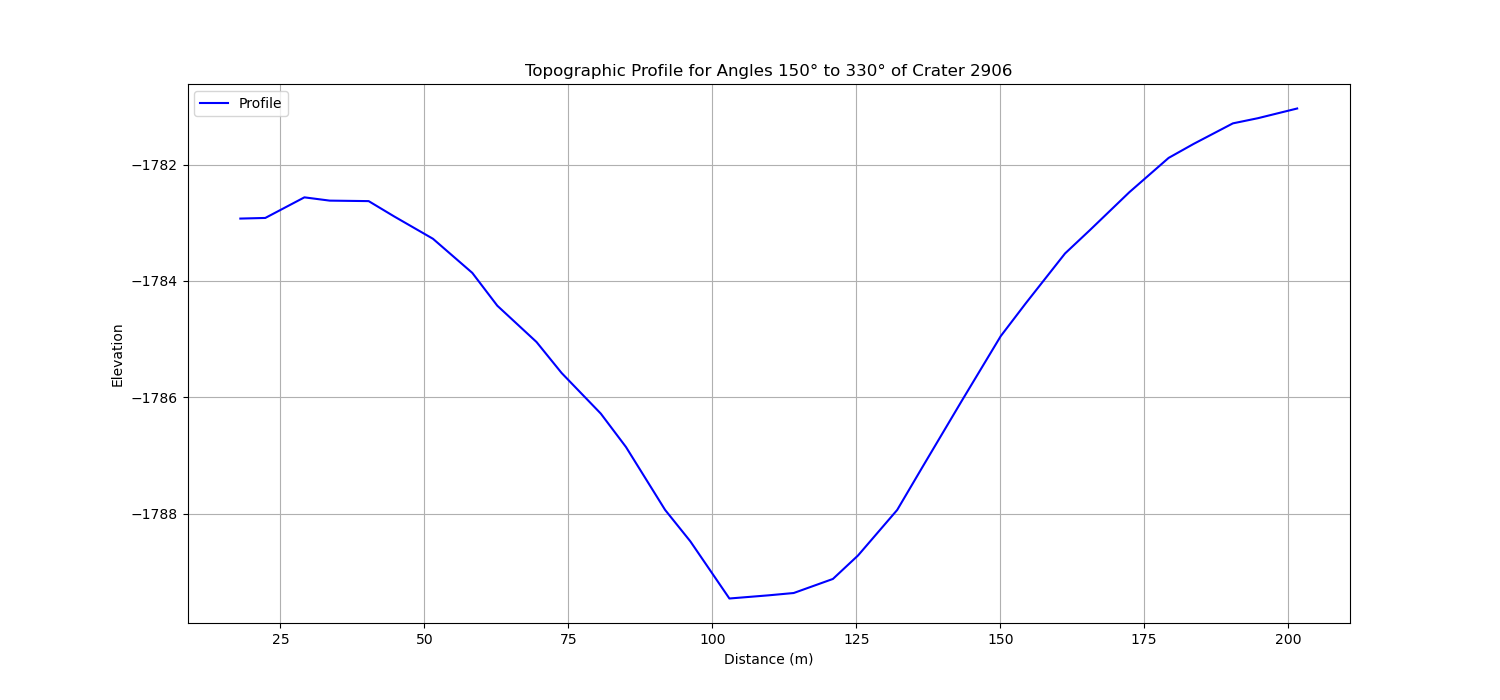 Topographic Profile for Angles 150° to 330° of Crater 2906
Profile
−1782
−1784
−1786
−1788
Elevation
25 50 75 100 125 150 175 200
Distance (m)